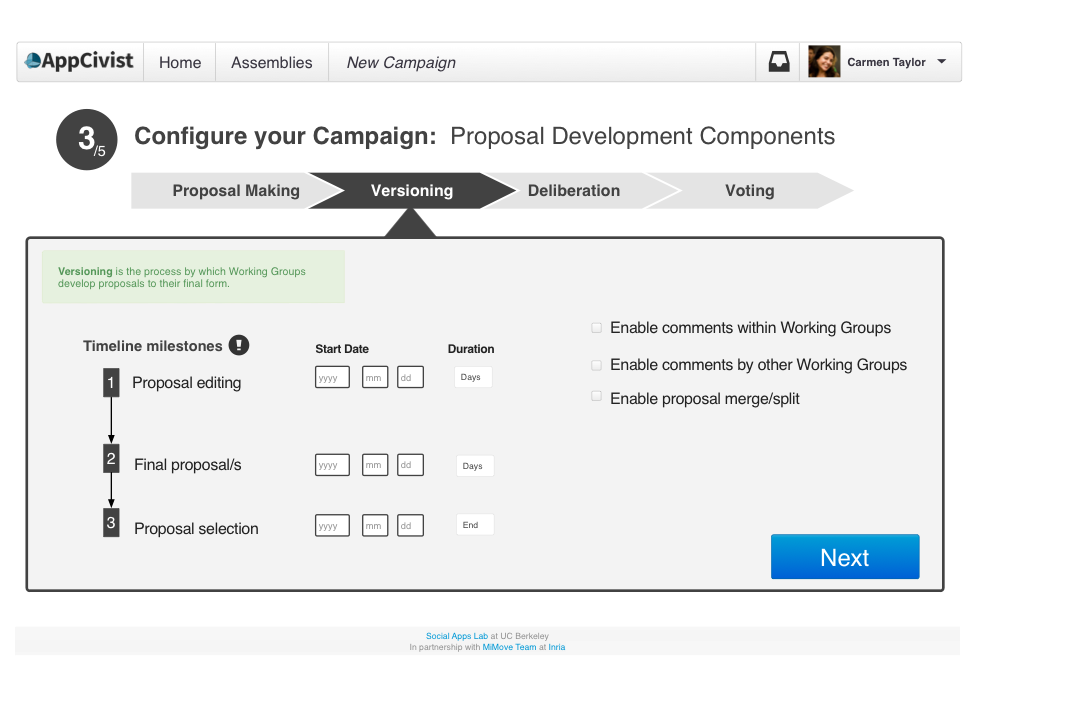 AppCivist Home Assemblies New Campaign Carmen Taylor
3/5 Configure your Campaign: Proposal Development Components
Proposal Making Versioning Deliberation Voting
Versioning is the process by which Working Groups
develop proposals to their final form.
Timeline milestones ! Start Date Duration
1 Proposal editing yyyy mm dd Days
2 Final proposal/s yyyy mm dd Days
3 Proposal selection yyyy mm dd End
Enable comments within Working Groups
Enable comments by other Working Groups
Enable proposal merge/split
Next
Social Apps Lab at UC Berkeley
In partnership with MiMove Team at Inria